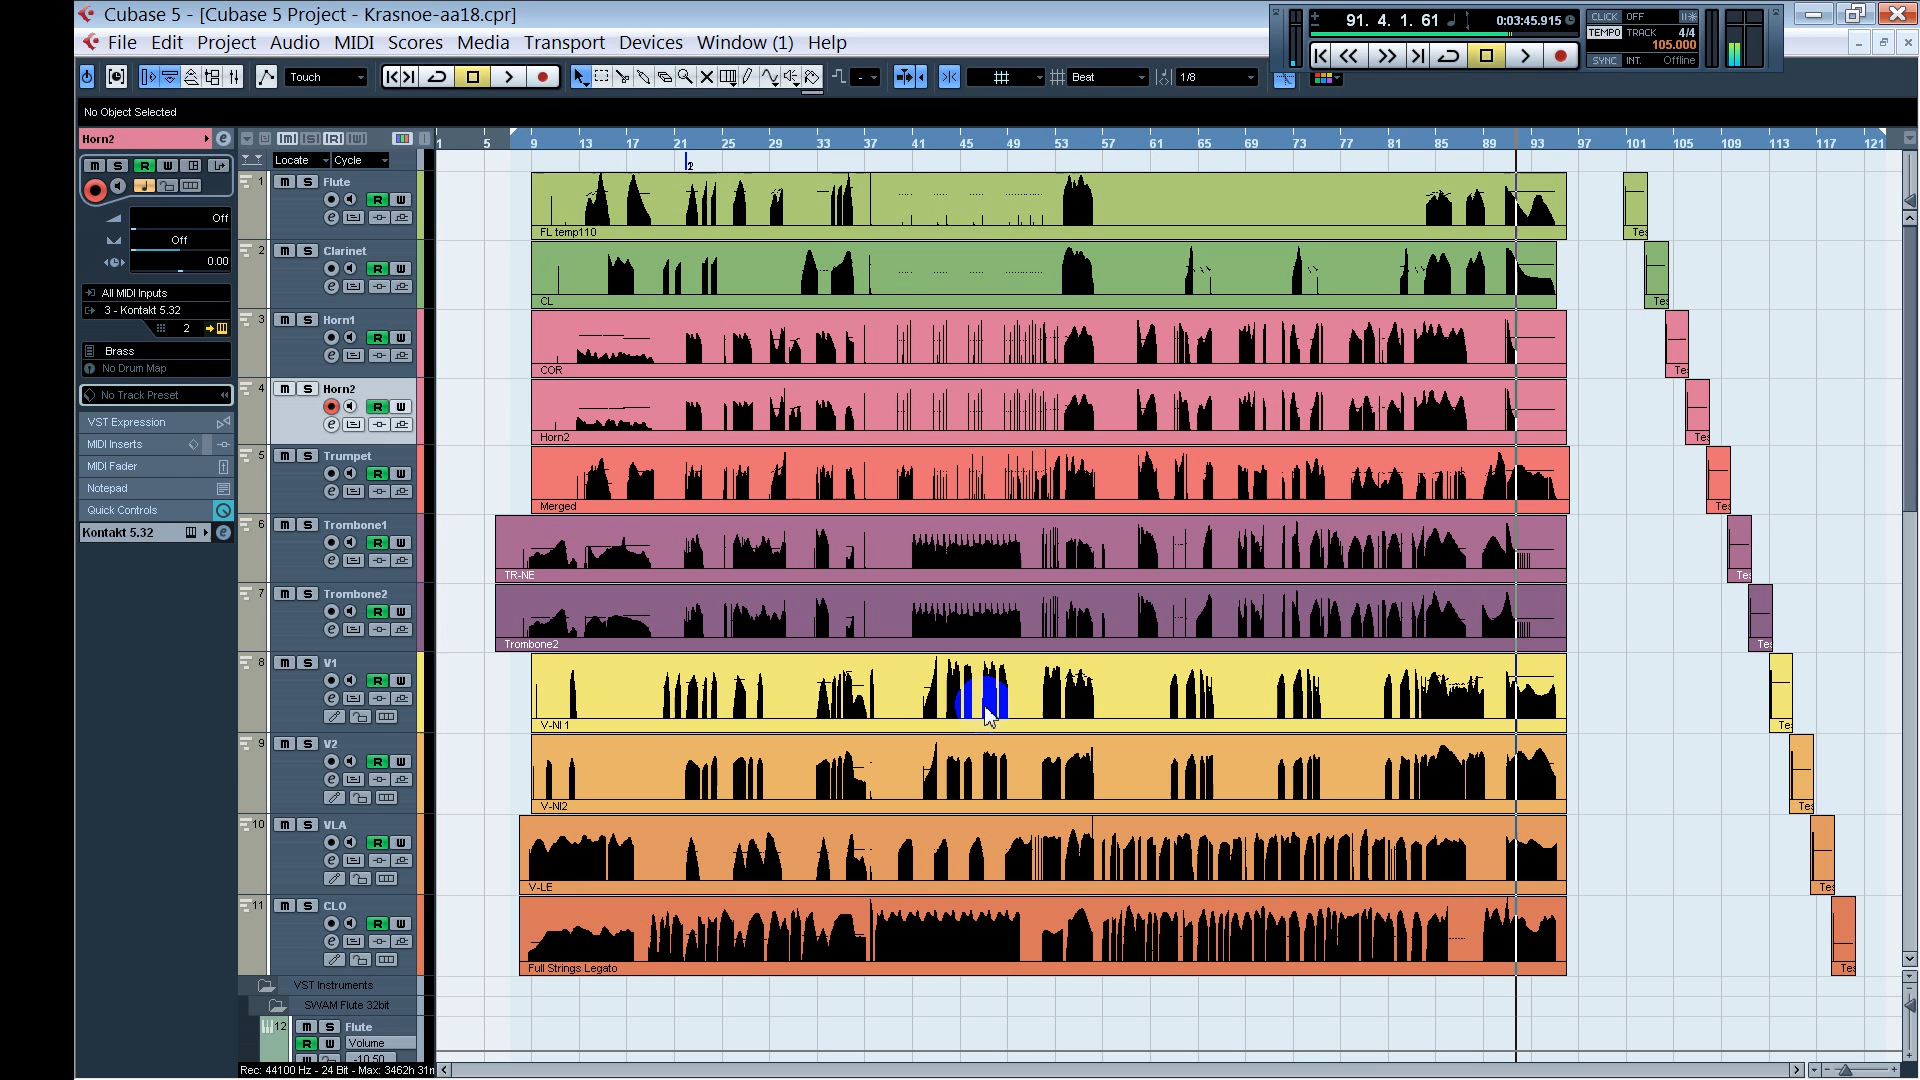 Cubase 5 - [Cubase 5 Project - Krasnoe-aa18.cpr]
File Edit Project Audio MIDI Scores Media Transport Devices Window (1) Help
91. 4. 1. 61
0:03:45.915
CLICK OFF
TEMPO TRACK 4/4
105.000
SYNC INT. Offline
Touch
Beat
1/8
No Object Selected
Horn2
M S R W
Off
Off
0.00
All MIDI Inputs
3 - Kontakt 5.32
2
Brass
No Drum Map
No Track Preset
VST Expression
MIDI Inserts
MIDI Fader
Notepad
Quick Controls
Kontakt 5.32
Locate Cycle
1 5 9 13 17 21 25 29 33 37 41 45 49 53 57 61 65 69 73 77 81 85 89 93 97 101 105 109 113 117 121
1 m S Flute
R W
FL temp110
2 m S Clarinet
R W
CL
3 m S Horn1
R W
COR
4 m S Horn2
R W
Horn2
5 m S Trumpet
R W
Merged
6 m S Trombone1
R W
TR-NE
7 m S Trombone2
R W
Trombone2
8 m S V1
R W
V-NI 1
9 m S V2
R W
V-NI2
10 m S VLA
R W
V-LE
11 m S CLO
R W
Full Strings Legato
VST Instruments
SWAM Flute 32bit
12 m S Flute
R W Volume
-10.50
Rec: 44100 Hz - 24 Bit - Max: 3462h 31